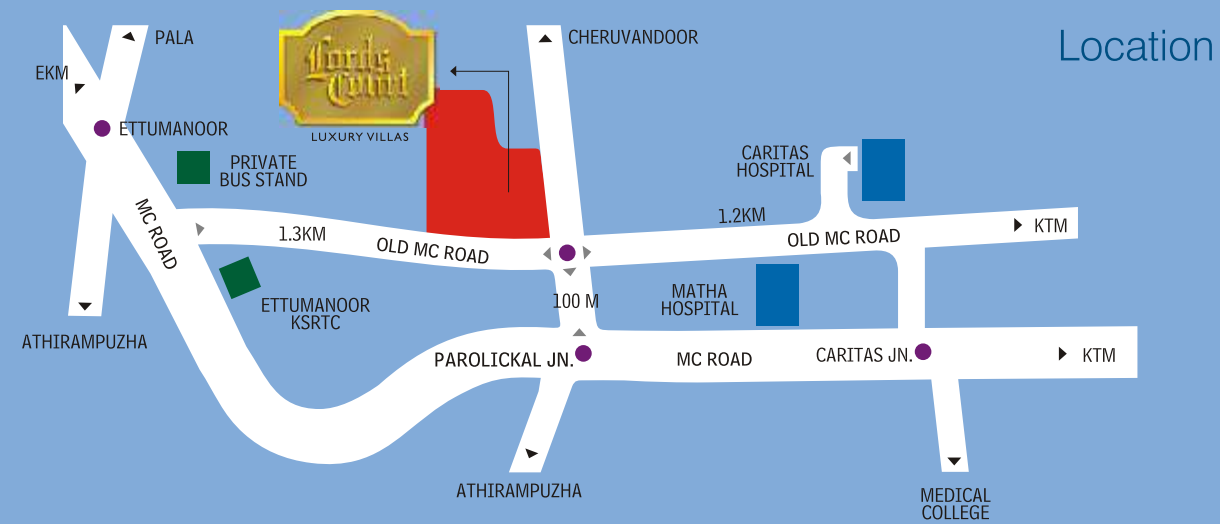 Location
PALA
EKM
Lords
Court
LUXURY VILLAS
CHERUVANDOOR
ETTUMANOOR
PRIVATE
BUS STAND
CARITAS
HOSPITAL
MC ROAD
1.3KM
OLD MC ROAD
1.2KM
OLD MC ROAD
KTM
ETTUMANOOR
KSRTC
100 M
MATHA
HOSPITAL
ATHIRAMPUZHA
PAROLICKAL JN.
MC ROAD
CARITAS JN.
KTM
ATHIRAMPUZHA
MEDICAL
COLLEGE